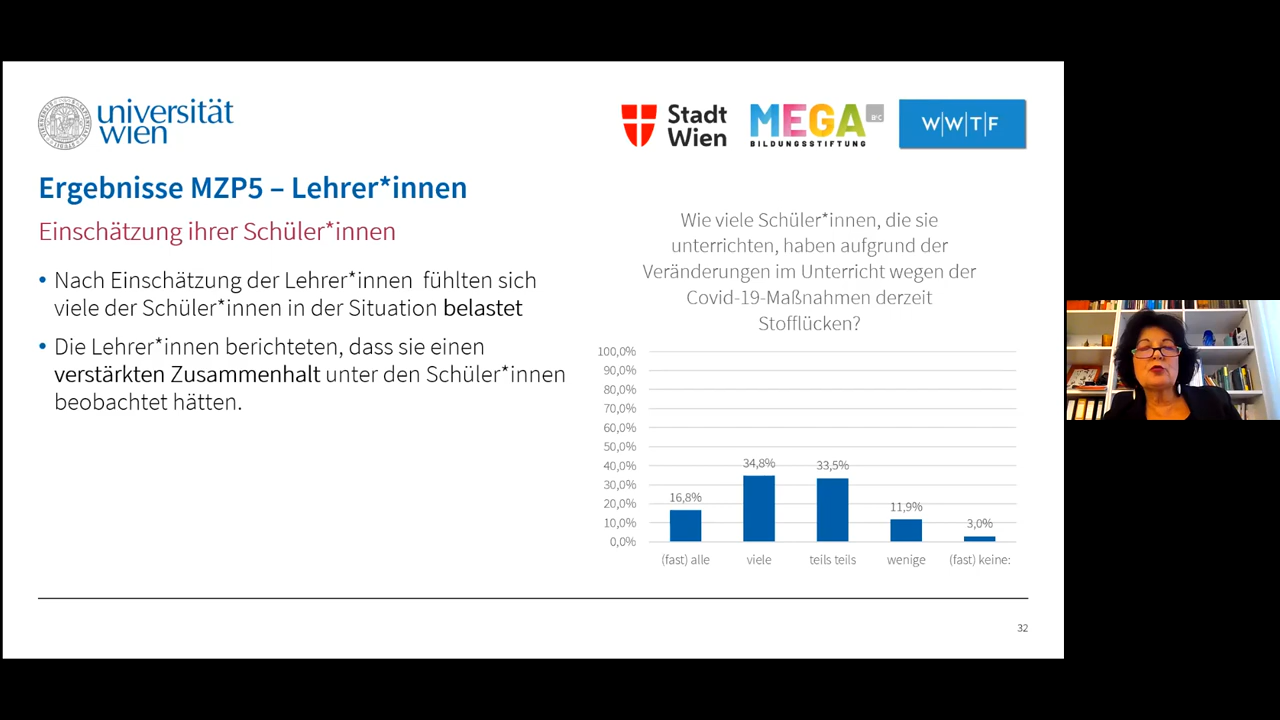 universität
wien
Stadt
Wien
MEGA
B&C
BILDUNGSSTIFTUNG
W|W|T|F
Ergebnisse MZP5 – Lehrer*innen
Einschätzung ihrer Schüler*innen
• Nach Einschätzung der Lehrer*innen fühlten sich
viele der Schüler*innen in der Situation belastet
• Die Lehrer*innen berichteten, dass sie einen
verstärkten Zusammenhalt unter den Schüler*innen
beobachtet hätten.
Wie viele Schüler*innen, die sie
unterrichten, haben aufgrund der
Veränderungen im Unterricht wegen der
Covid-19-Maßnahmen derzeit
Stofflücken?
100,0%
90,0%
80,0%
70,0%
60,0%
50,0%
40,0%
30,0%
20,0%
10,0%
0,0%
16,8%
34,8%
33,5%
11,9%
3,0%
(fast) alle
viele
teils teils
wenige
(fast) keine:
32